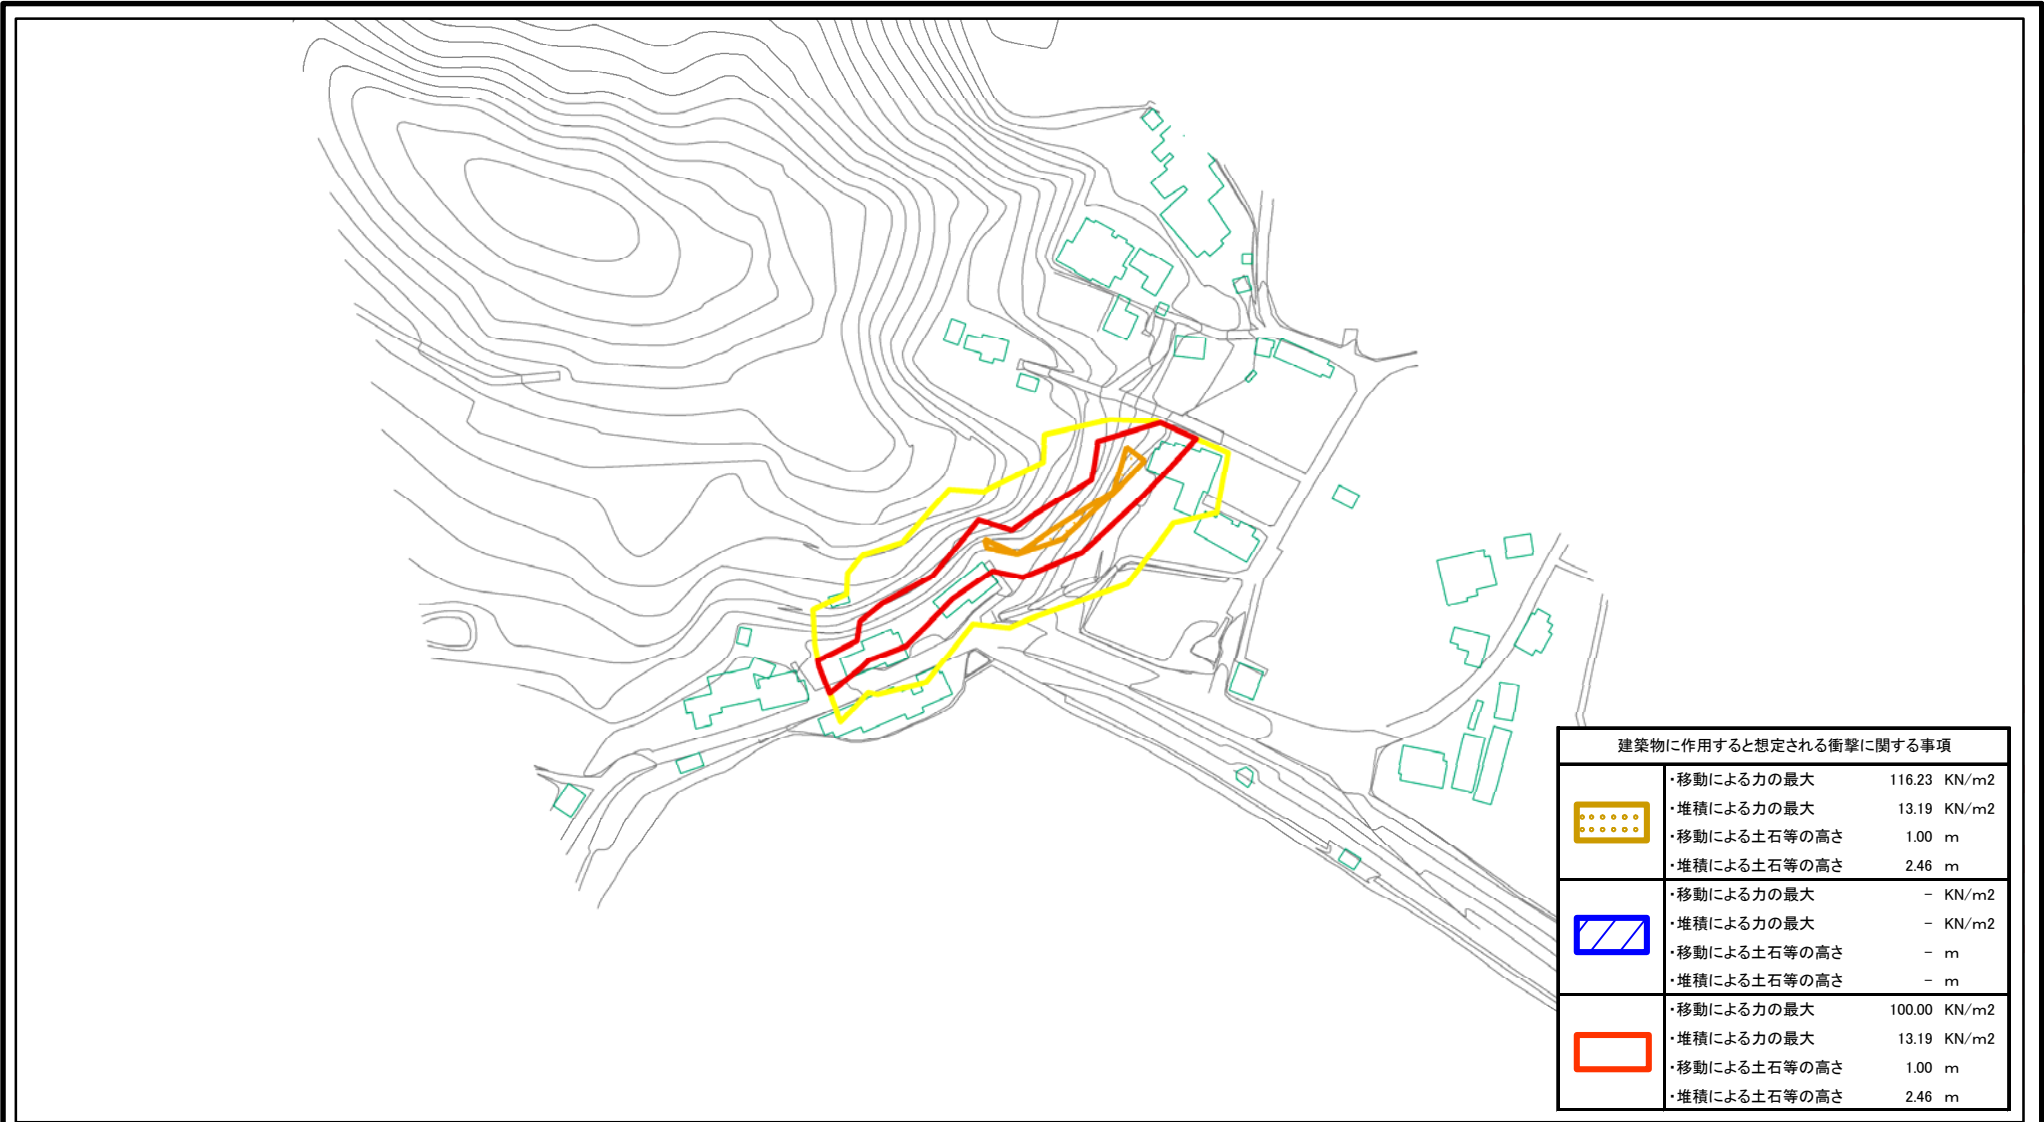 建築物に作用すると想定される衝撃に関する事項
・移動による力の最大 116.23 KN/m2
・堆積による力の最大 13.19 KN/m2
・移動による土石等の高さ 1.00 m
・堆積による土石等の高さ 2.46 m
・移動による力の最大 - KN/m2
・堆積による力の最大 - KN/m2
・移動による土石等の高さ - m
・堆積による土石等の高さ - m
・移動による力の最大 100.00 KN/m2
・堆積による力の最大 13.19 KN/m2
・移動による土石等の高さ 1.00 m
・堆積による土石等の高さ 2.46 m